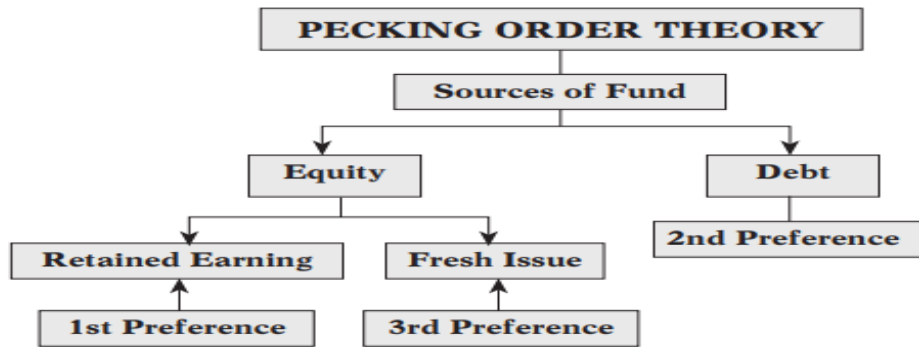 PECKING ORDER THEORY
Sources of Fund
Equity
Debt
2nd Preference
Retained Earning
Fresh Issue
1st Preference
3rd Preference